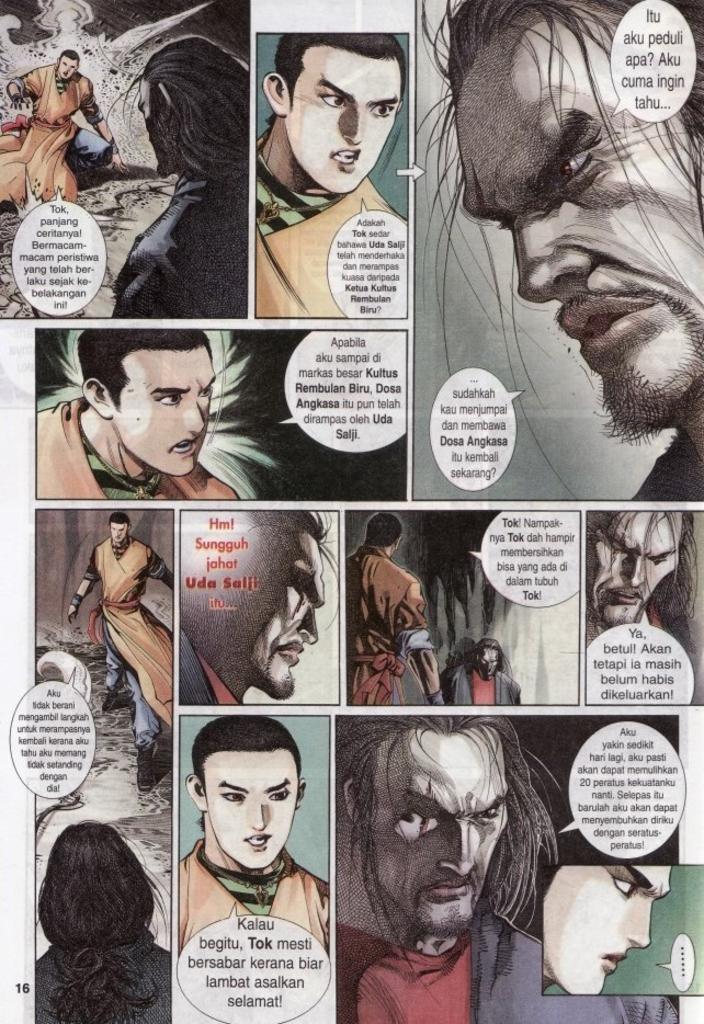 Tok,
panjang
ceritanya!
Bermacam-
macam peristiwa
yang telah ber-
laku sejak ke-
belakangan
ini!
Adakah
Tok sedar
bahawa Uda Salji
telah menderhaka
dan merampas
kuasa daripada
Ketua Kultus
Rembulan
Biru?
Itu
aku peduli
apa? Aku
cuma ingin
tahu...
...
sudahkah
kau menjumpai
dan membawa
Dosa Angkasa
itu kembali
sekarang?
Apabila
aku sampai di
markas besar Kultus
Rembulan Biru, Dosa
Angkasa itu pun telah
dirampas oleh Uda
Salji.
Aku
tidak berani
mengambil langkah
untuk merampasnya
kembali kerana aku
tahu aku memang
tidak setanding
dengan
dia!
Hm!
Sungguh
jahat
Uda Salji
itu...
Tok! Nampak-
nya Tok dah hampir
membersihkan
bisa yang ada di
dalam tubuh
Tok!
Ya,
betul! Akan
tetapi ia masih
belum habis
dikeluarkan!
Kalau
begitu, Tok mesti
bersabar kerana biar
lambat asalkan
selamat!
Aku
yakin sedikit
hari lagi, aku pasti
akan dapat memulihkan
20 peratus kekuatanku
nanti. Selepas itu
barulah aku akan dapat
menyembuhkan diriku
dengan seratus-
peratus!
......
16